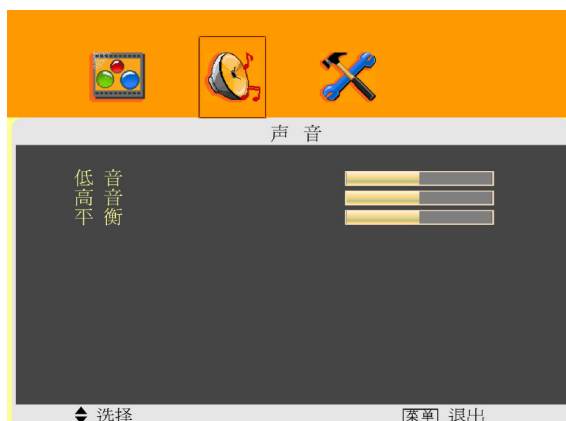 声 音
低 音
高 音
平 衡
选择 菜单 退出